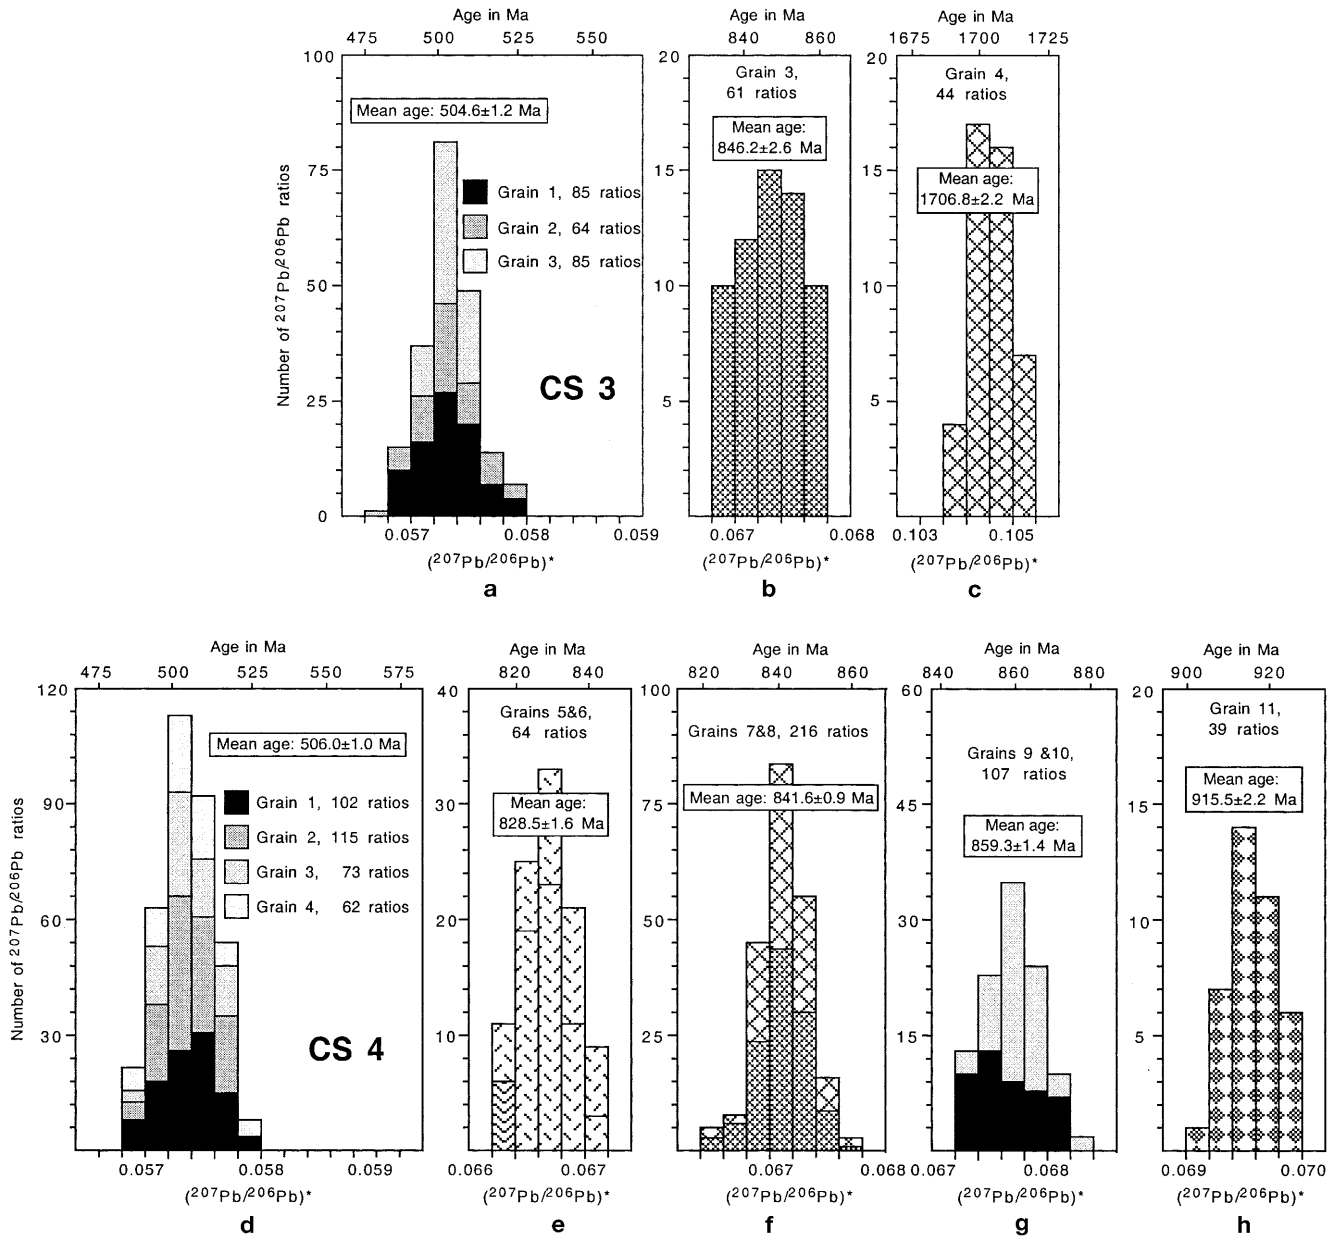 Age in Ma
475 500 525 550
100
75
50
25
0
Number of 207Pb/206Pb ratios
Mean age: 504.6±1.2 Ma
Grain 1, 85 ratios
Grain 2, 64 ratios
Grain 3, 85 ratios
CS 3
0.057 0.058 0.059
(207Pb/206Pb)*
a
Age in Ma
840 860
20
15
10
5
Grain 3,
61 ratios
Mean age:
846.2±2.6 Ma
0.067 0.068
(207Pb/206Pb)*
b
Age in Ma
1675 1700 1725
20
15
10
5
Grain 4,
44 ratios
Mean age:
1706.8±2.2 Ma
0.103 0.105
(207Pb/206Pb)*
c
Age in Ma
475 500 525 550 575
120
90
60
30
Number of 207Pb/206Pb ratios
Mean age: 506.0±1.0 Ma
Grain 1, 102 ratios
Grain 2, 115 ratios
Grain 3, 73 ratios
Grain 4, 62 ratios
CS 4
0.057 0.058 0.059
(207Pb/206Pb)*
d
Age in Ma
820 840
40
30
20
10
Grains 5&6,
64 ratios
Mean age:
828.5±1.6 Ma
0.066 0.067
(207Pb/206Pb)*
e
Age in Ma
820 840 860
100
75
50
25
Grains 7&8, 216 ratios
Mean age: 841.6±0.9 Ma
0.067 0.068
(207Pb/206Pb)*
f
Age in Ma
840 860 880
60
45
30
15
Grains 9 &10,
107 ratios
Mean age:
859.3±1.4 Ma
0.067 0.068
(207Pb/206Pb)*
g
Age in Ma
900 920
20
15
10
5
Grain 11,
39 ratios
Mean age:
915.5±2.2 Ma
0.069 0.070
(207Pb/206Pb)*
h